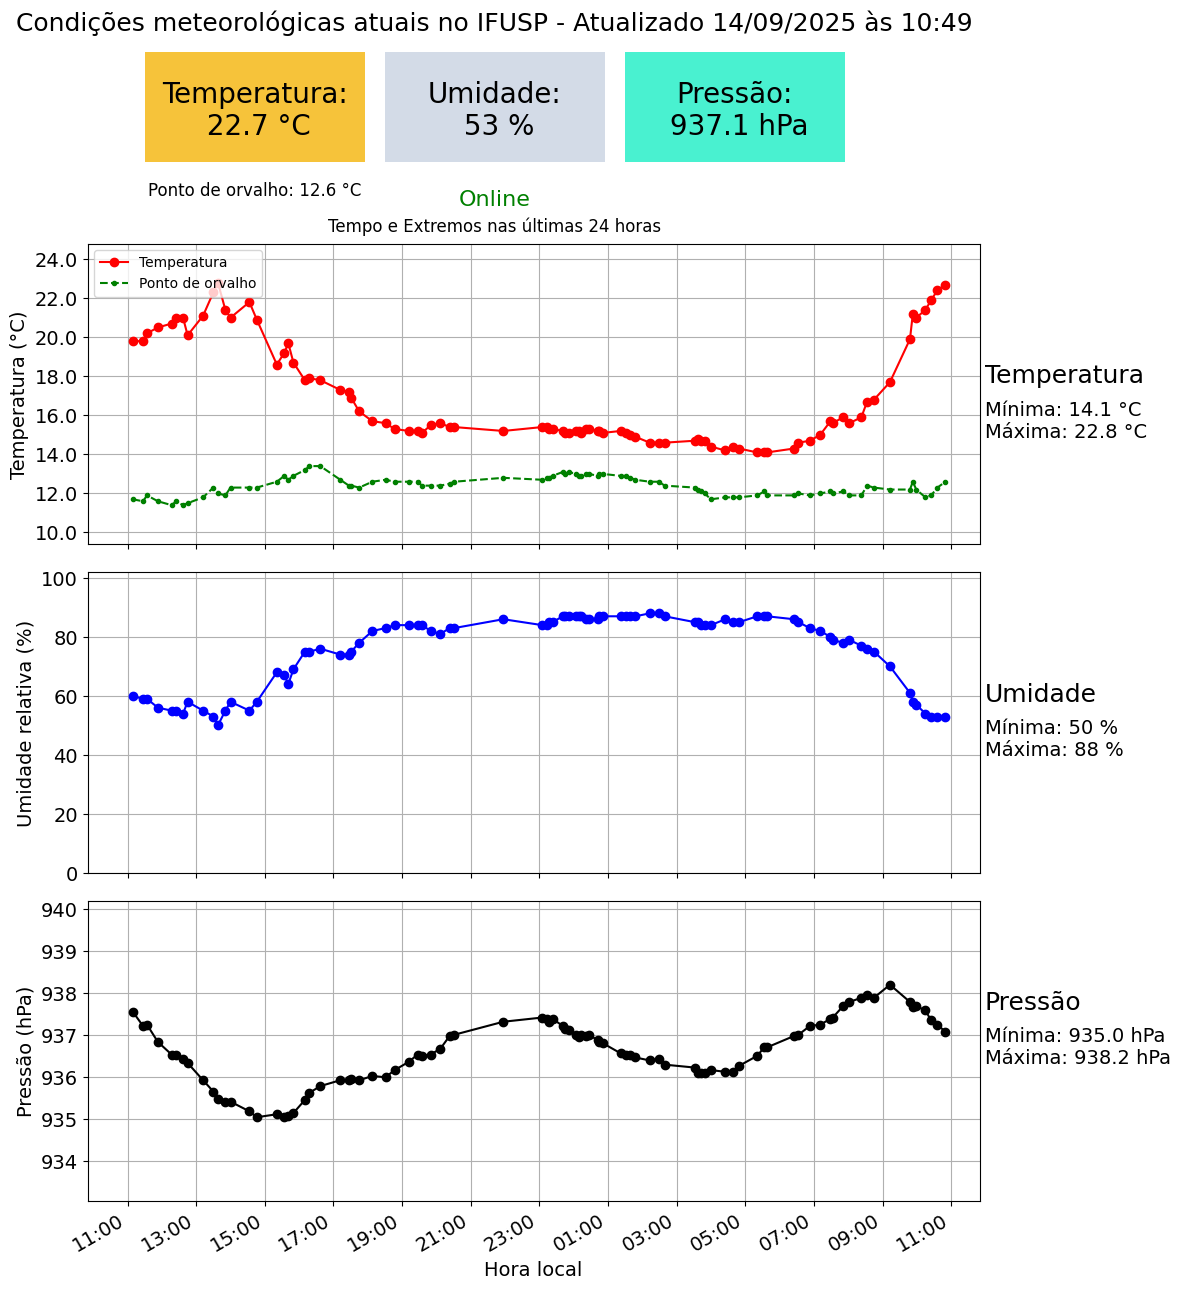 Condições meteorológicas atuais no IFUSP - Atualizado 14/09/2025 às 10:49
Temperatura:
22.7 °C
Umidade:
53 %
Pressão:
937.1 hPa
Ponto de orvalho: 12.6 °C
Online
Tempo e Extremos nas últimas 24 horas
Temperatura
Ponto de orvalho
24.0
22.0
20.0
18.0
16.0
14.0
12.0
10.0
Temperatura (°C)
Temperatura
Mínima: 14.1 °C
Máxima: 22.8 °C
100
80
60
40
20
0
Umidade relativa (%)
Umidade
Mínima: 50 %
Máxima: 88 %
940
939
938
937
936
935
934
Pressão (hPa)
Pressão
Mínima: 935.0 hPa
Máxima: 938.2 hPa
11:00
13:00
15:00
17:00
19:00
21:00
23:00
01:00
03:00
05:00
07:00
09:00
11:00
Hora local